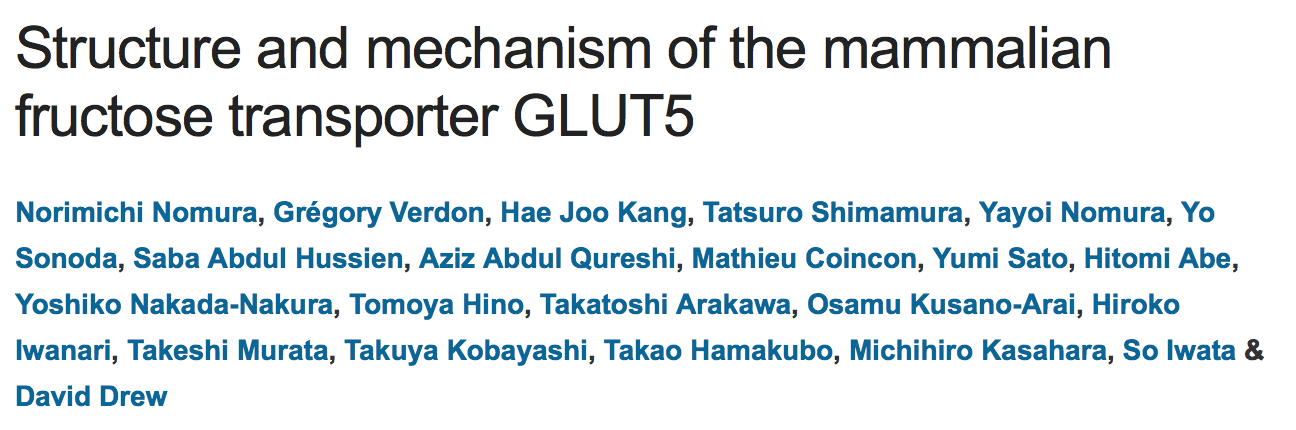 Structure and mechanism of the mammalian
fructose transporter GLUT5
Norimichi Nomura, Grégory Verdon, Hae Joo Kang, Tatsuro Shimamura, Yayoi Nomura, Yo
Sonoda, Saba Abdul Hussien, Aziz Abdul Qureshi, Mathieu Coincon, Yumi Sato, Hitomi Abe,
Yoshiko Nakada-Nakura, Tomoya Hino, Takatoshi Arakawa, Osamu Kusano-Arai, Hiroko
Iwanari, Takeshi Murata, Takuya Kobayashi, Takao Hamakubo, Michihiro Kasahara, So Iwata &
David Drew